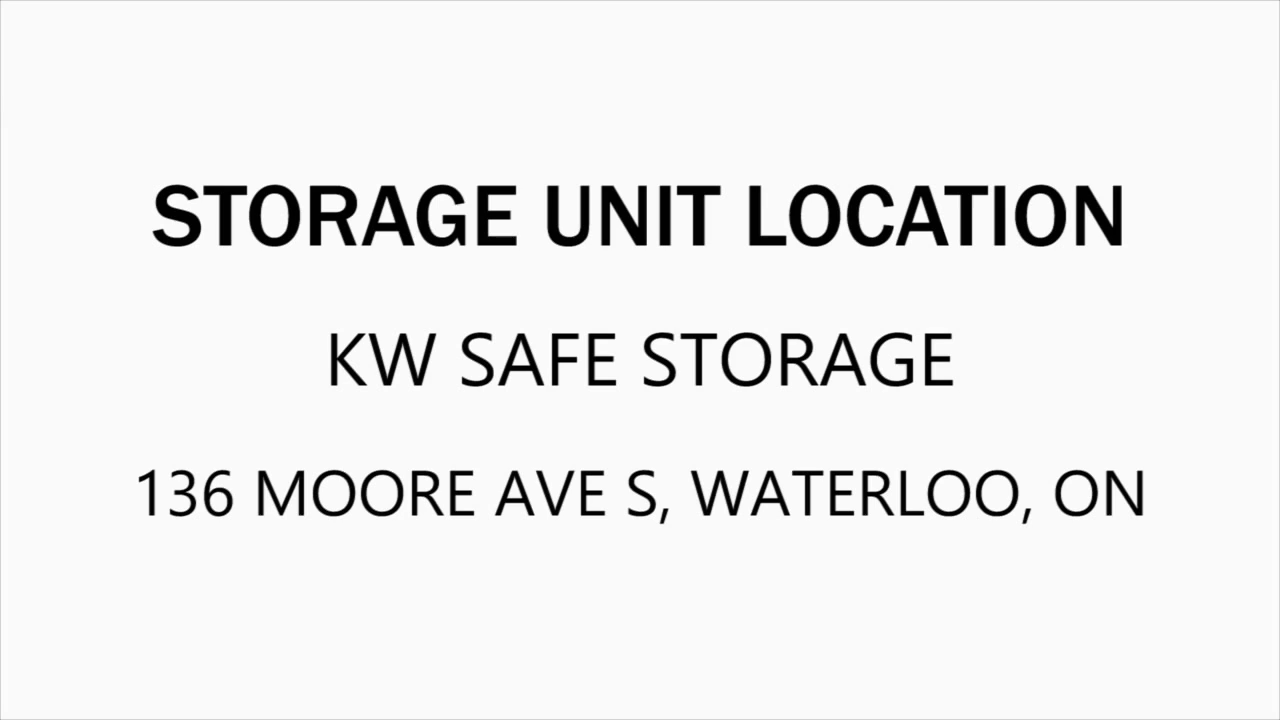 STORAGE UNIT LOCATION
KW SAFE STORAGE
136 MOORE AVE S, WATERLOO, ON